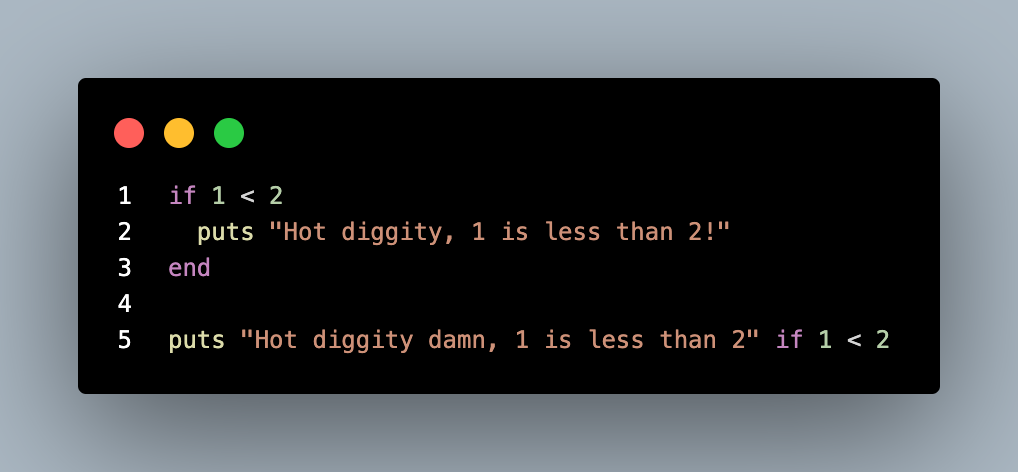 1 if 1 < 2
2   puts "Hot diggity, 1 is less than 2!"
3 end
4
5 puts "Hot diggity damn, 1 is less than 2" if 1 < 2